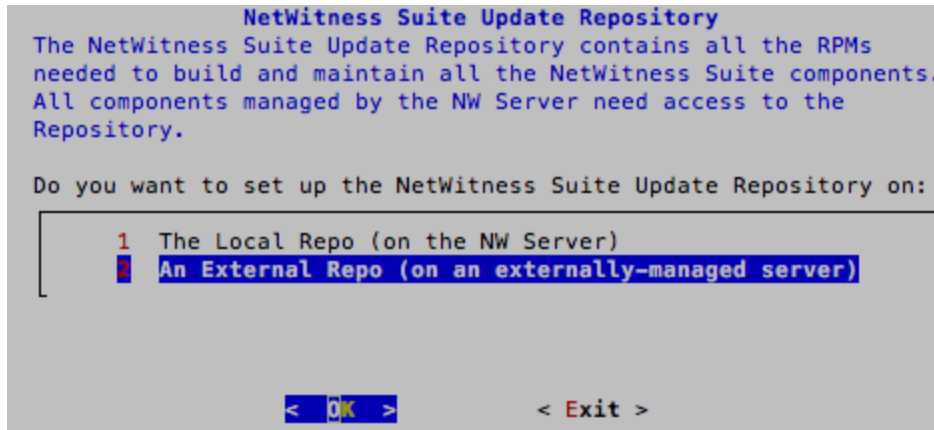 NetWitness Suite Update Repository
The NetWitness Suite Update Repository contains all the RPMs
needed to build and maintain all the NetWitness Suite components.
All components managed by the NW Server need access to the
Repository.
Do you want to set up the NetWitness Suite Update Repository on:
1 The Local Repo (on the NW Server)
2 An External Repo (on an externally-managed server)
< OK > < Exit >